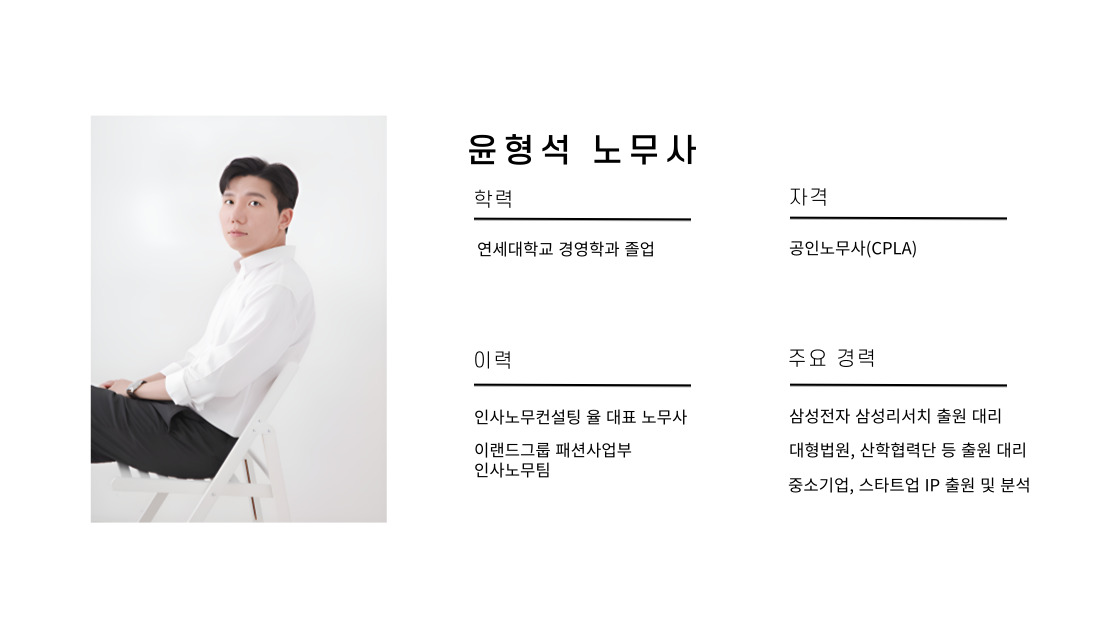 윤형석 노무사
학력
연세대학교 경영학과 졸업
자격
공인노무사(CPLA)
이력
인사노무컨설팅 율 대표 노무사
이랜드그룹 패션사업부
인사노무팀
주요 경력
삼성전자 삼성리서치 출원 대리
대형법원, 산학협력단 등 출원 대리
중소기업, 스타트업 IP 출원 및 분석